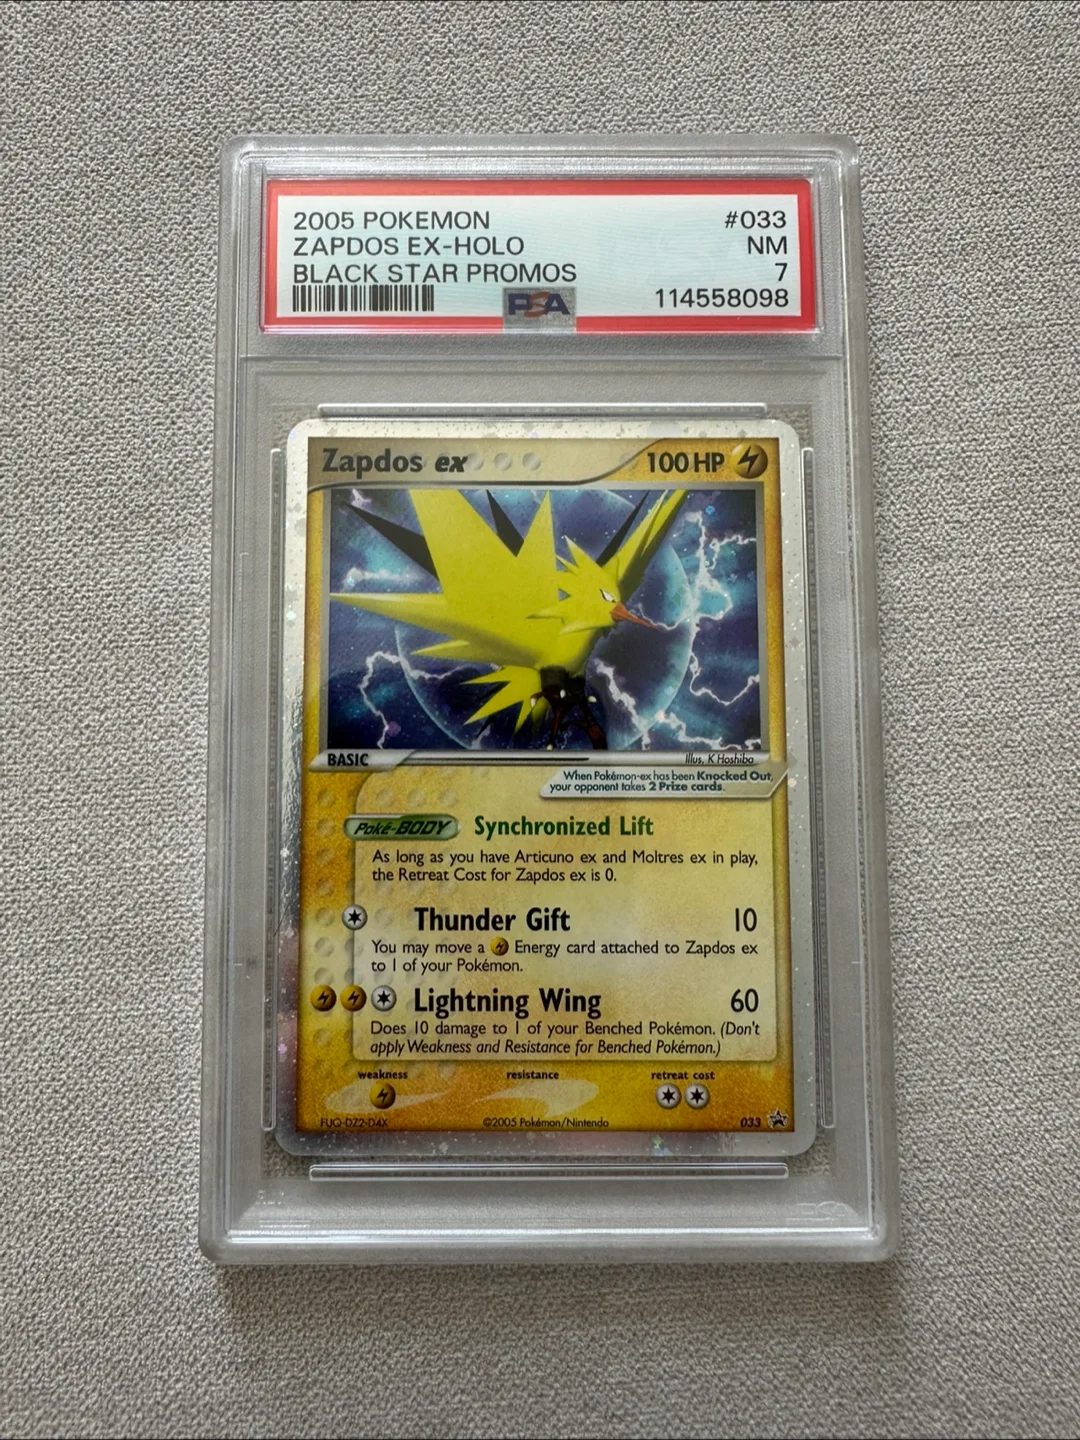 2005 POKEMON #033
ZAPDOS EX-HOLO NM
BLACK STAR PROMOS 7
PSA 114558098
Zapdos ex 100 HP
BASIC Illus. K Hoshiba
When Pokémon-ex has been Knocked Out,
your opponent takes 2 Prize cards.
Poké-BODY Synchronized Lift
As long as you have Articuno ex and Moltres ex in play,
the Retreat Cost for Zapdos ex is 0.
Thunder Gift 10
You may move a Energy card attached to Zapdos ex
to 1 of your Pokémon.
Lightning Wing 60
Does 10 damage to 1 of your Benched Pokémon. (Don't
apply Weakness and Resistance for Benched Pokémon.)
weakness resistance retreat cost
FUQ-DZ2-D4X ©2005 Pokémon/Nintendo 033